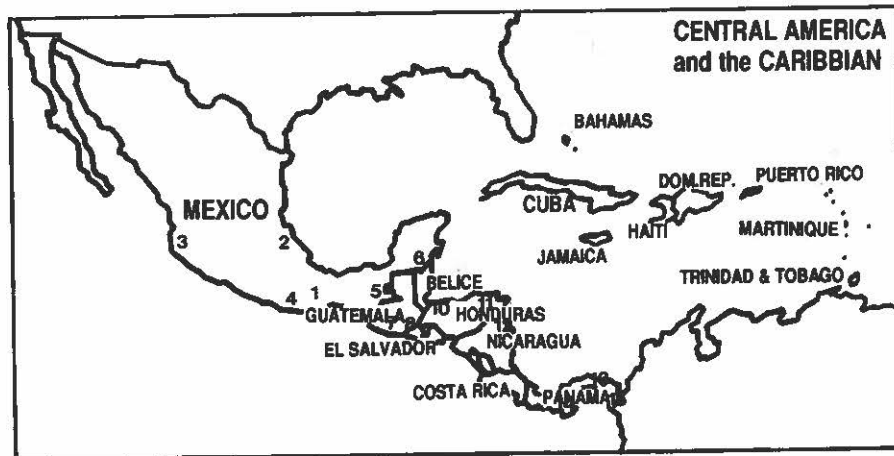 CENTRAL AMERICA
and the CARIBBIAN
BAHAMAS
DOM.REP.
PUERTO RICO
MEXICO
CUBA
3
2
HAITI
MARTINIQUE
JAMAICA
6
TRINIDAD & TOBAGO
BELICE
5
4
1
10
11
GUATEMALA
HONDURAS
EL SALVADOR
NICARAGUA
COSTA RICA
PANAMA